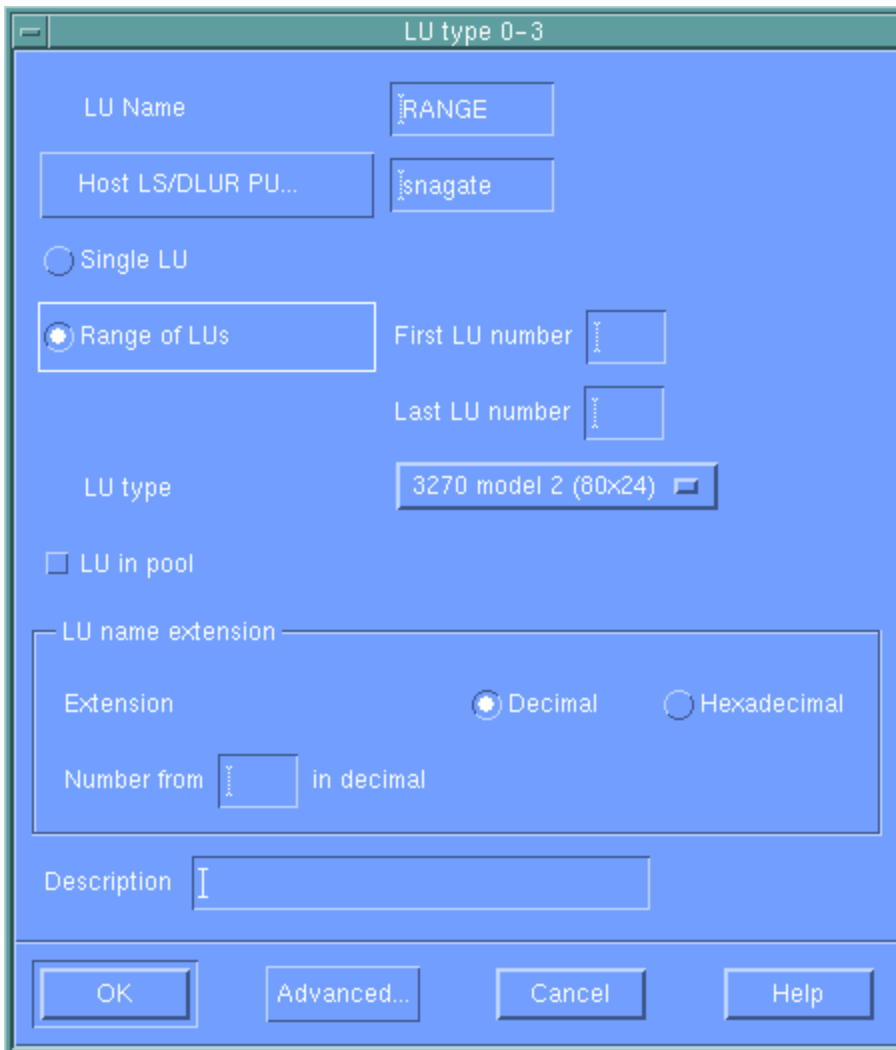 LU type 0-3
LU Name RANGE
Host LS/DLUR PU... snagate
Single LU
Range of LUs First LU number
Last LU number
LU type 3270 model 2 (80x24)
LU in pool
LU name extension
Extension Decimal Hexadecimal
Number from in decimal
Description
OK Advanced... Cancel Help